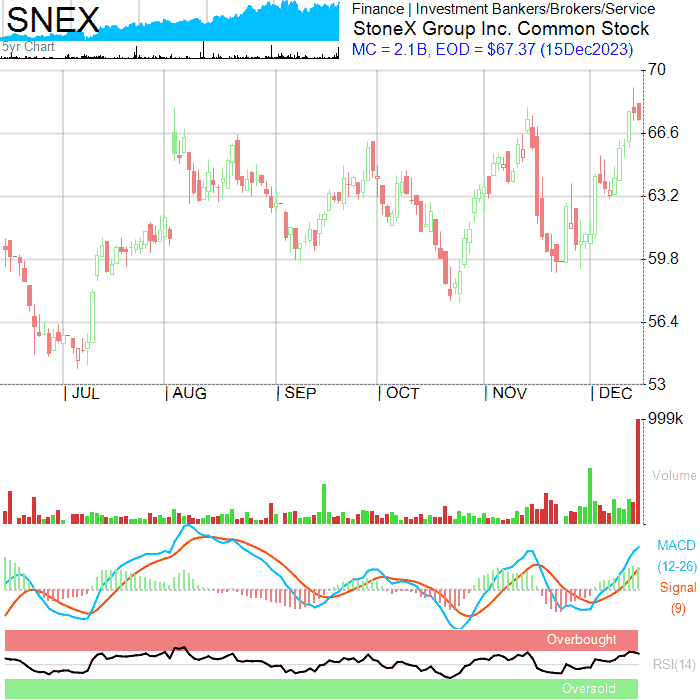 SNEX
5yr Chart
Finance | Investment Bankers/Brokers/Service
StoneX Group Inc. Common Stock
MC = 2.1B, EOD = $67.37 (15Dec2023)
70
66.6
63.2
59.8
56.4
53
JUL AUG SEP OCT NOV DEC
999k
Volume
MACD
(12-26)
Signal
(9)
Overbought
RSI(14)
Oversold